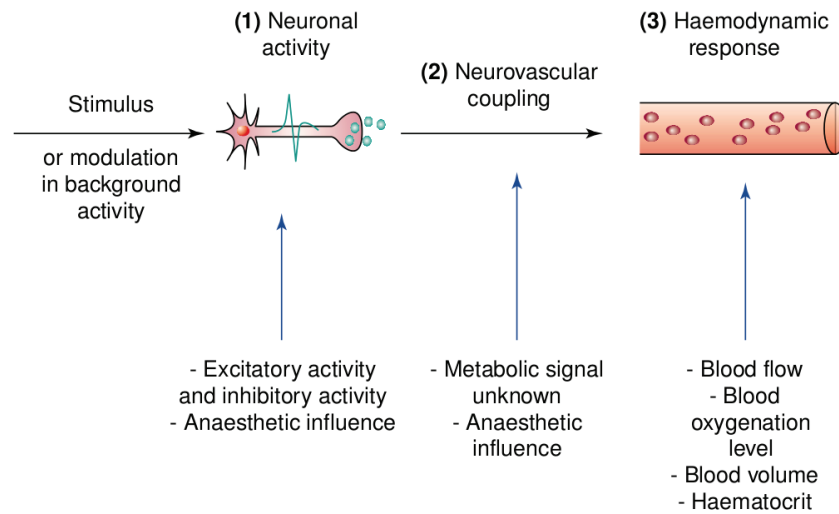 (1) Neuronal
activity
(2) Neurovascular
coupling
(3) Haemodynamic
response
Stimulus
or modulation
in background
activity
- Excitatory activity
and inhibitory activity
- Anaesthetic influence
- Metabolic signal
unknown
- Anaesthetic
influence
- Blood flow
- Blood
oxygenation
level
- Blood volume
- Haematocrit